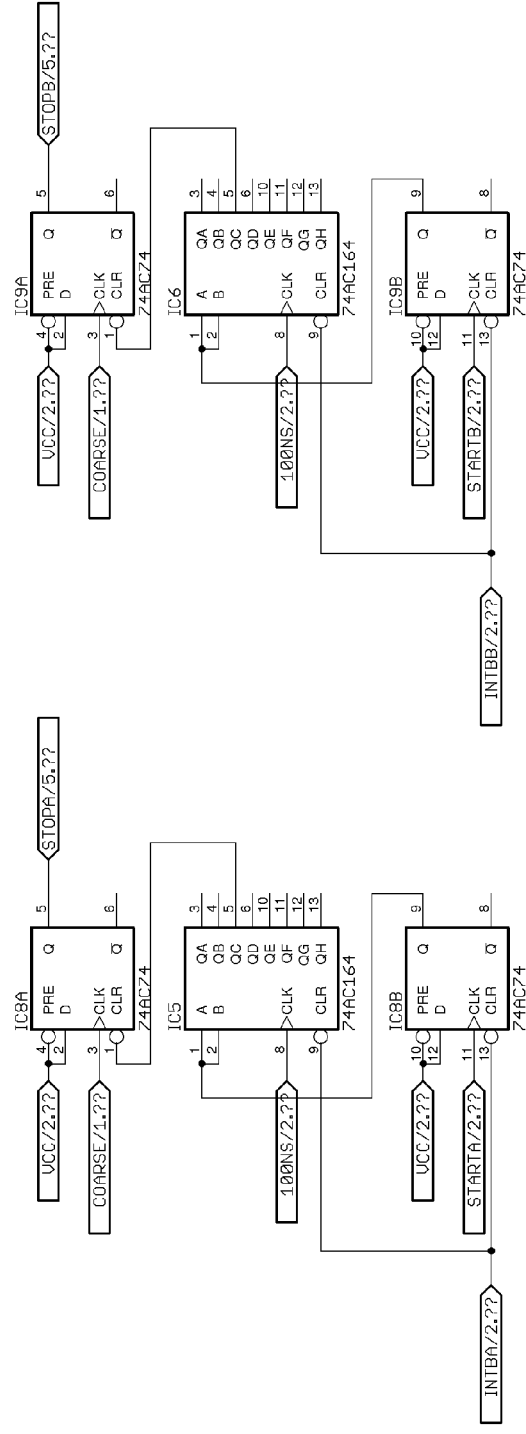 IC8A
VCC/2.??
4 PRE Q 5 STOPA/5.??
2 D
COARSE/1.??
3 CLK
1 CLR Q 6
74AC74
IC5
1 A QA 3
2 B QB 4
QC 5
QD 6
100NS/2.??
8 CLK QE 10
QF 11
QG 12
9 CLR QH 13
74AC164
IC8B
VCC/2.??
10 PRE Q 9
12 D
STARTA/2.??
11 CLK
13 CLR Q 8
INTBA/2.??
74AC74
IC9A
VCC/2.??
4 PRE Q 5 STOPB/5.??
2 D
COARSE/1.??
3 CLK
1 CLR Q 6
74AC74
IC6
1 A QA 3
2 B QB 4
QC 5
QD 6
100NS/2.??
8 CLK QE 10
QF 11
QG 12
9 CLR QH 13
74AC164
IC9B
VCC/2.??
10 PRE Q 9
12 D
STARTB/2.??
11 CLK
13 CLR Q 8
INTBB/2.??
74AC74